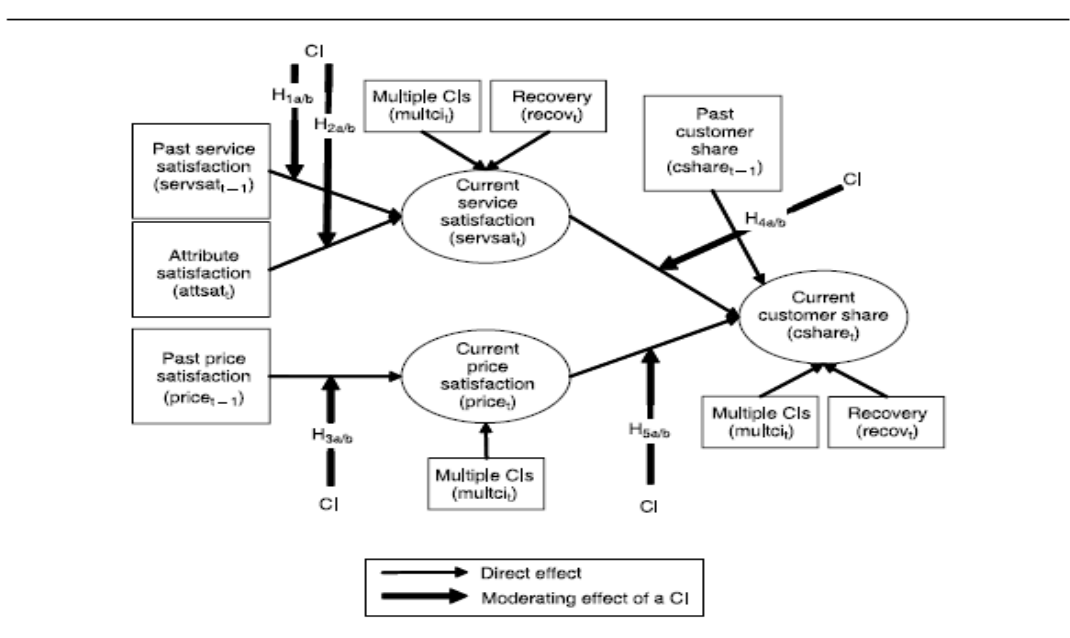 CI
H1a/b
H2a/b
Multiple CIs
(multciₜ)
Recovery
(recovₜ)
Past
customer
share
(cshareₜ₋₁)
Past service
satisfaction
(servsatₜ₋₁)
Current
service
satisfaction
(servsatₜ)
CI
H4a/b
Attribute
satisfaction
(attsatₜ)
Current
customer share
(cshareₜ)
Past price
satisfaction
(priceₜ₋₁)
Current
price
satisfaction
(priceₜ)
H3a/b
CI
H5a/b
CI
Multiple CIs
(multciₜ)
Multiple CIs
(multciₜ)
Recovery
(recovₜ)
Direct effect
Moderating effect of a CI